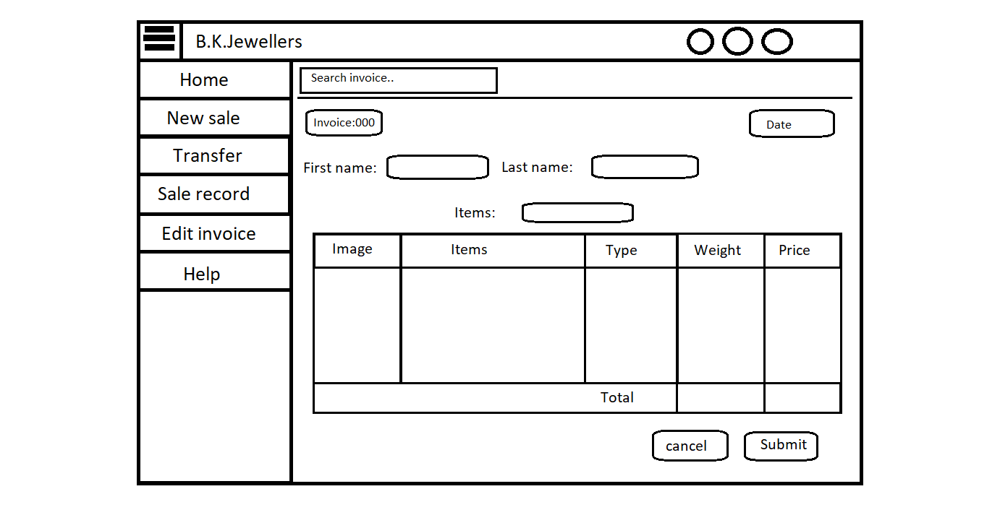 B.K.Jewellers
Home
New sale
Transfer
Sale record
Edit invoice
Help
Search invoice..
Invoice:000
Date
First name:
Last name:
Items:
Image Items Type Weight Price
Total
cancel Submit